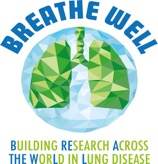 BREATHE WELL
BUILDING RESEARCH ACROSS
THE WORLD IN LUNG DISEASE